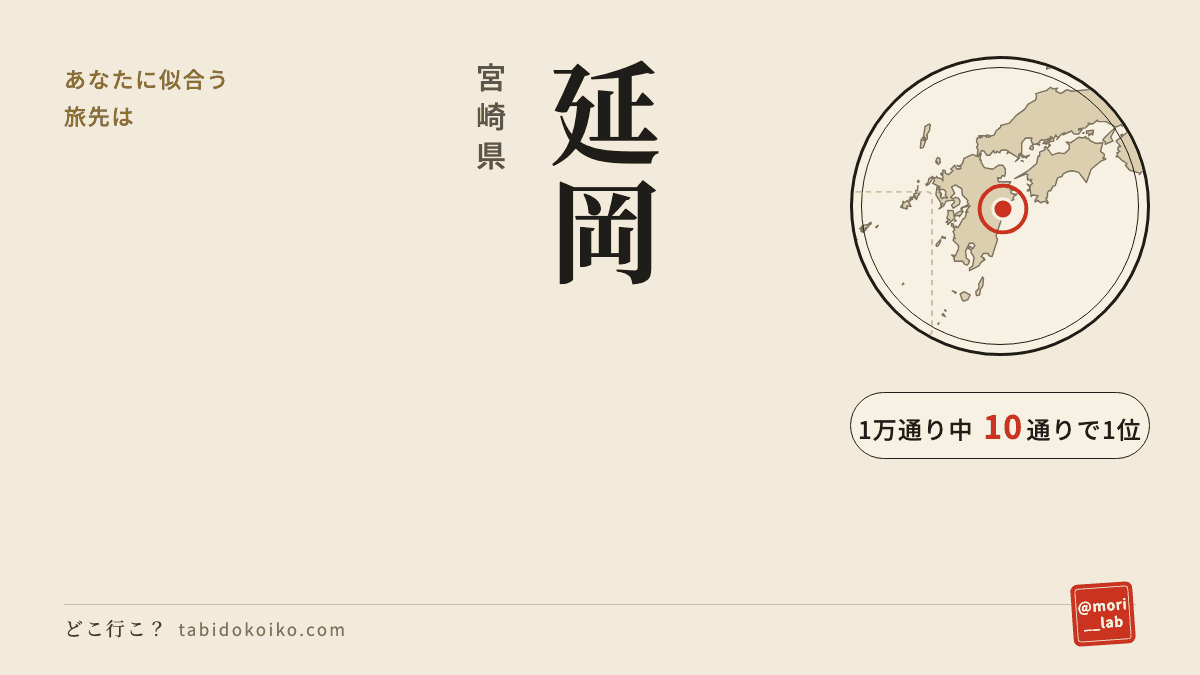 あなたに似合う
旅先は
延岡
宮崎県
1万通り中 10通りで1位
どこ行こ? tabidokoiko.com
@mori
__lab